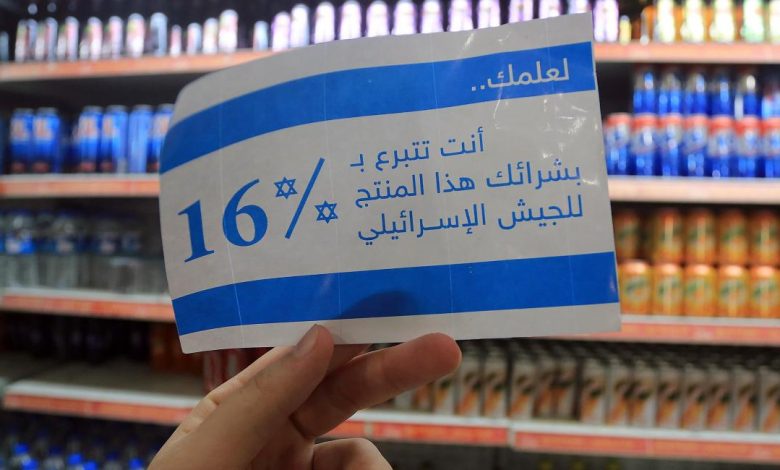 لعلمك..
أنت تتبرع بـ
بشرائك هذا المنتج
للجيش الإسرائيلي
16%